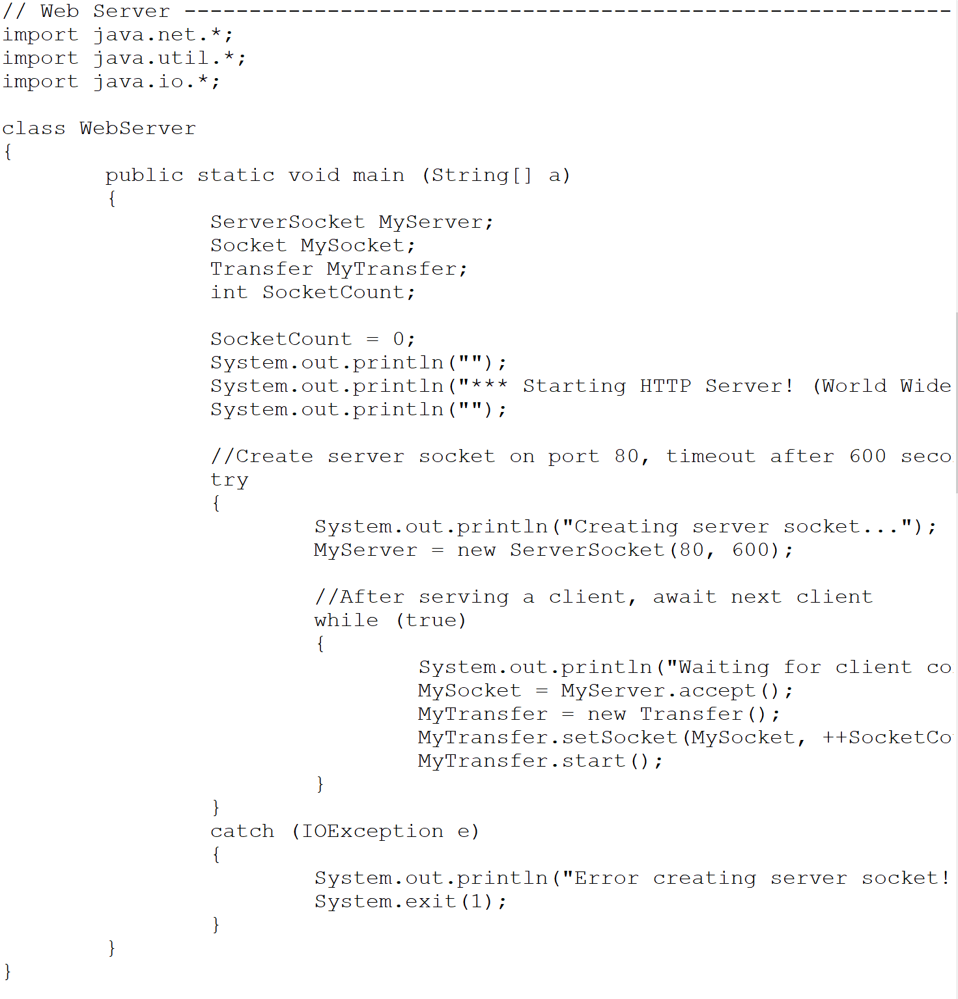 // Web Server -----------------------------------------------------------
import java.net.*;
import java.util.*;
import java.io.*;
class WebServer
{
public static void main (String[] a)
{
ServerSocket MyServer;
Socket MySocket;
Transfer MyTransfer;
int SocketCount;
SocketCount = 0;
System.out.println("");
System.out.println("*** Starting HTTP Server! (World Wide
System.out.println("");
//Create server socket on port 80, timeout after 600 seco
try
{
System.out.println("Creating server socket...");
MyServer = new ServerSocket(80, 600);
//After serving a client, await next client
while (true)
{
System.out.println("Waiting for client co
MySocket = MyServer.accept();
MyTransfer = new Transfer();
MyTransfer.setSocket(MySocket, ++SocketCo
MyTransfer.start();
}
}
catch (IOException e)
{
System.out.println("Error creating server socket!
System.exit(1);
}
}
}